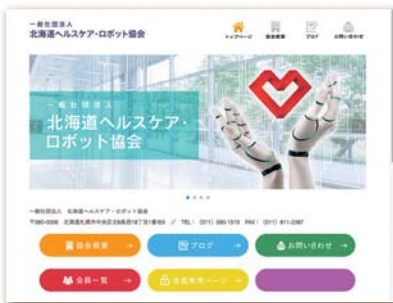 一般社団法人
北海道ヘルスケア・ロボット協会
トップページ 協会概要 ブログ お問い合わせ
一般社団法人
北海道ヘルスケア・
ロボット協会
一般社団法人 北海道ヘルスケア・ロボット協会
TEL: (011) FAX: (011) 611-2387
協会概要 →
ブログ →
お問い合わせ →
会員一覧 →
会員専用ページ →